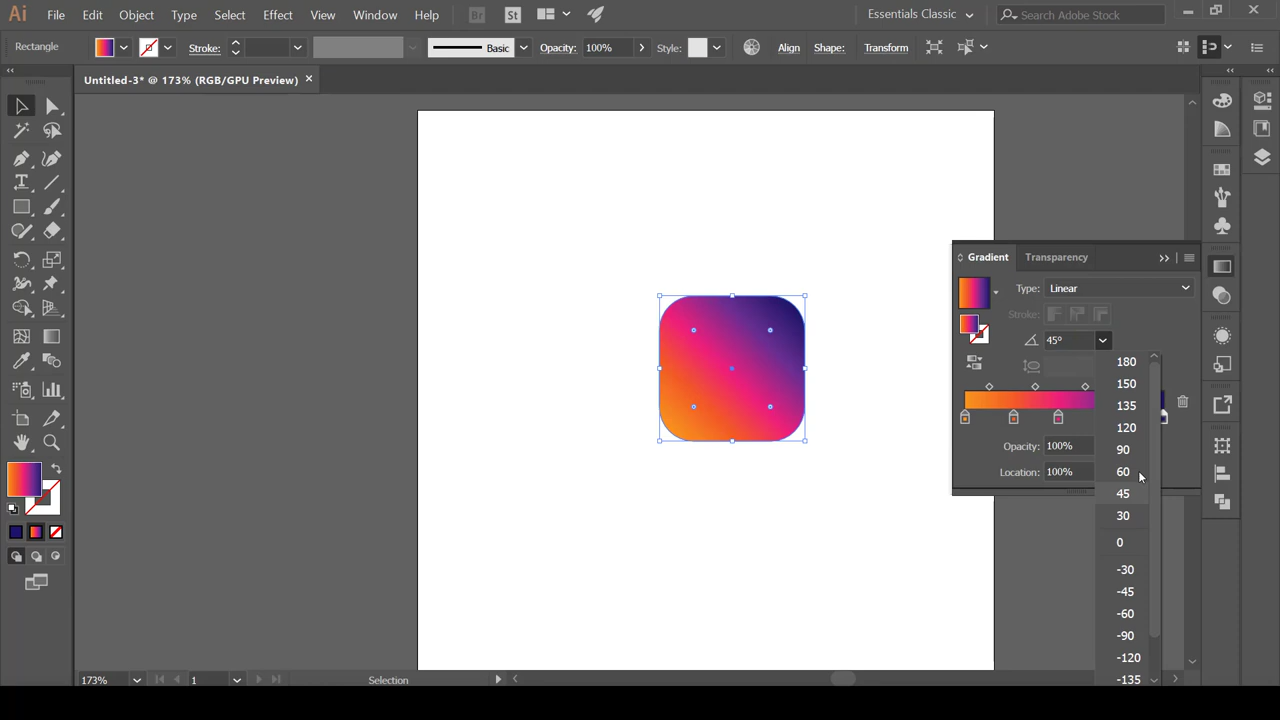 Ai File Edit Object Type Select Effect View Window Help Br St Essentials Classic Search Adobe Stock
Rectangle Stroke: Basic Opacity: 100% Style: Align Shape: Transform
Untitled-3* @ 173% (RGB/GPU Preview) ×
Gradient Transparency
Type: Linear
Stroke:
45°
180
150
135
120
90
60
45
30
0
-30
-45
-60
-90
-120
-135
Opacity: 100%
Location: 100%
173% 1 Selection